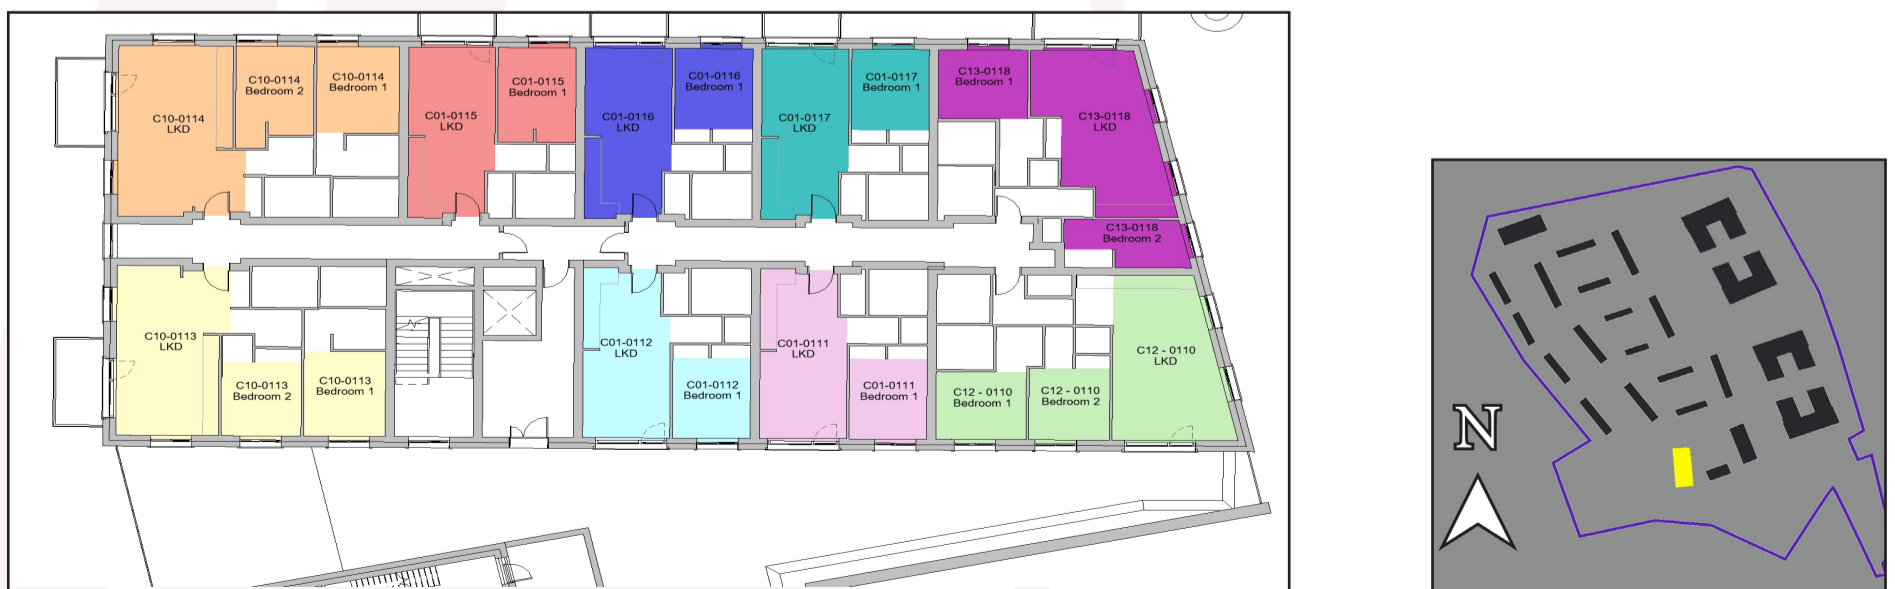 C10-0114
LKD
C10-0114
Bedroom 2
C10-0114
Bedroom 1
C01-0115
LKD
C01-0115
Bedroom 1
C01-0116
LKD
C01-0116
Bedroom 1
C01-0117
LKD
C01-0117
Bedroom 1
C13-0118
Bedroom 1
C13-0118
LKD
C13-0118
Bedroom 2
C10-0113
LKD
C10-0113
Bedroom 2
C10-0113
Bedroom 1
C01-0112
LKD
C01-0112
Bedroom 1
C01-0111
LKD
C01-0111
Bedroom 1
C12 - 0110
Bedroom 1
C12 - 0110
Bedroom 2
C12 - 0110
LKD
N